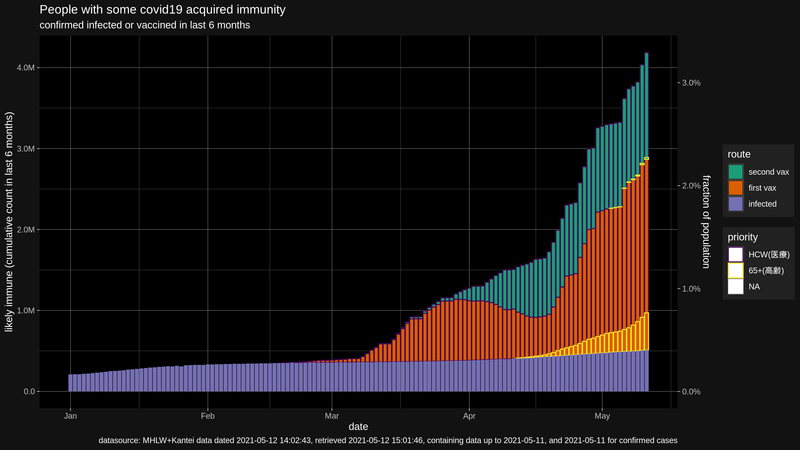 People with some covid19 acquired immunity
confirmed infected or vaccined in last 6 months
likely immune (cumulative count in last 6 months)
4.0M
3.0M
2.0M
1.0M
0.0
3.0%
2.0%
1.0%
0.0%
fraction of population
Jan
Feb
Mar
Apr
May
date
route
second vax
first vax
infected
priority
HCW(医療)
65+(高齢)
NA
datasource: MHLW+Kantei data dated 2021-05-12 14:02:43, retrieved 2021-05-12 15:01:46, containing data up to 2021-05-11, and 2021-05-11 for confirmed cases